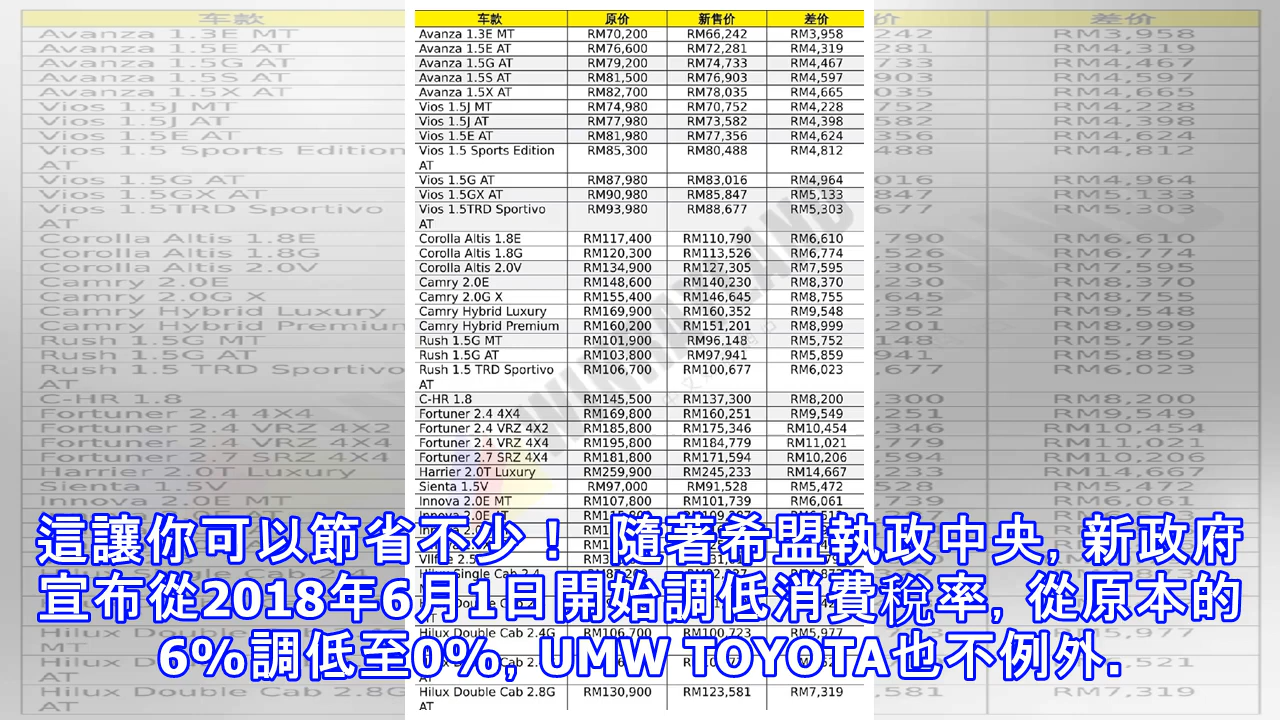 车款 原价 新售价 差价
Avanza 1.3E MT RM70,200 RM66,242 RM3,958
Avanza 1.5E AT RM76,600 RM72,281 RM4,319
Avanza 1.5G AT RM79,200 RM74,733 RM4,467
Avanza 1.5S AT RM81,500 RM76,903 RM4,597
Avanza 1.5X AT RM82,700 RM78,035 RM4,665
Vios 1.5J MT RM74,980 RM70,752 RM4,228
Vios 1.5J AT RM77,980 RM73,582 RM4,398
Vios 1.5E AT RM81,980 RM77,356 RM4,624
Vios 1.5 Sports Edition RM85,300 RM80,488 RM4,812
AT
Vios 1.5G AT RM87,980 RM83,016 RM4,964
Vios 1.5GX AT RM90,980 RM85,847 RM5,133
Vios 1.5TRD Sportivo RM93,980 RM88,677 RM5,303
AT
Corolla Altis 1.8E RM117,400 RM110,790 RM6,610
Corolla Altis 1.8G RM120,300 RM113,526 RM6,774
Corolla Altis 2.0V RM134,900 RM127,305 RM7,595
Camry 2.0E RM148,600 RM140,230 RM8,370
Camry 2.0G X RM155,400 RM146,645 RM8,755
Camry Hybrid Luxury RM169,900 RM160,352 RM9,548
Camry Hybrid Premium RM160,200 RM151,201 RM8,999
Rush 1.5G MT RM101,900 RM96,148 RM5,752
Rush 1.5G AT RM103,800 RM97,941 RM5,859
Rush 1.5 TRD Sportivo RM106,700 RM100,677 RM6,023
AT
C-HR 1.8 RM145,500 RM137,300 RM8,200
Fortuner 2.4 4X4 RM169,800 RM160,251 RM9,549
Fortuner 2.4 VRZ 4X2 RM185,800 RM175,346 RM10,454
Fortuner 2.4 VRZ 4X4 RM195,800 RM184,779 RM11,021
Fortuner 2.7 SRZ 4X4 RM181,800 RM171,594 RM10,206
Harrier 2.0T Luxury RM259,900 RM245,233 RM14,667
Sienta 1.5V RM97,000 RM91,528 RM5,472
Innova 2.0E MT RM107,800 RM101,739 RM6,061
這讓你可以節省不少！ 隨著希盟執政中央, 新政府
宣布從2018年6月1日開始調低消費稅率, 從原本的
6%調低至0%, UMW TOYOTA也不例外.
Hilux Double Cab 2.4G RM106,700 RM100,723 RM5,977
MT
Hilux Double Cab 2.8G RM130,900 RM123,581 RM7,319
AT